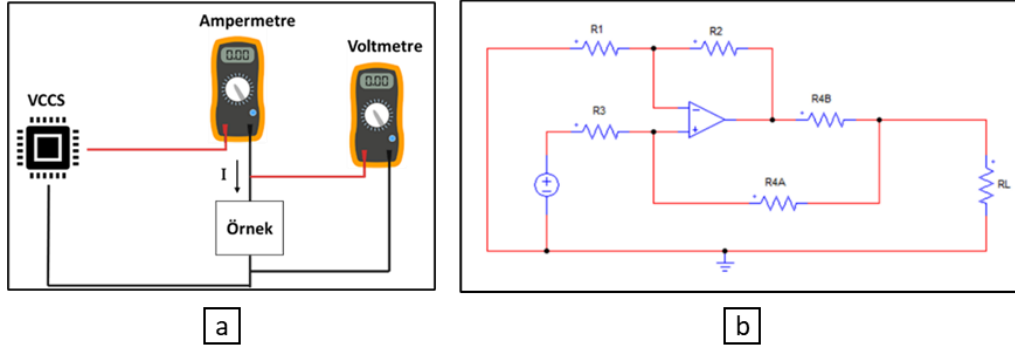 Ampermetre
Voltmetre
VCCS
0.00
0.00
I
Örnek
a
R1
R2
R3
R4B
R4A
RL
b